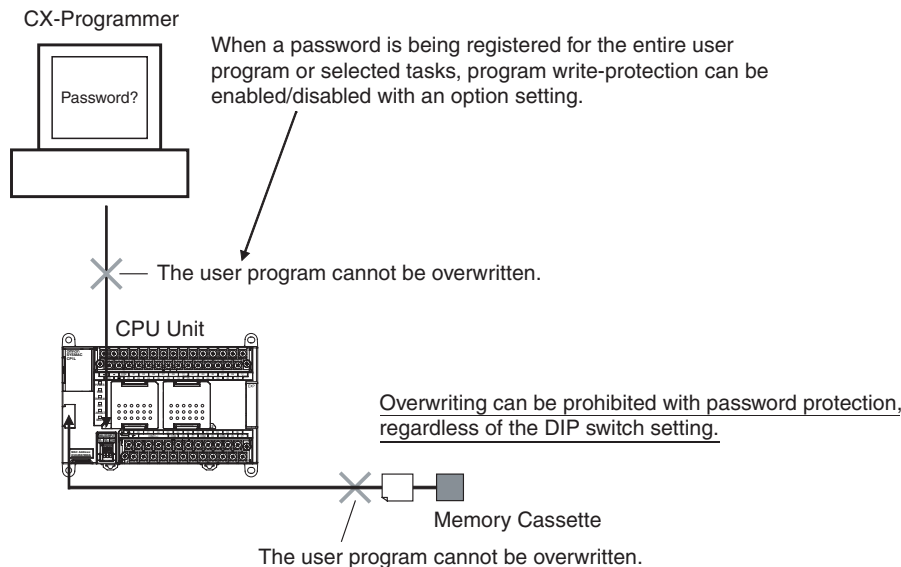 CX-Programmer
When a password is being registered for the entire user
program or selected tasks, program write-protection can be
enabled/disabled with an option setting.
Password?
The user program cannot be overwritten.
CPU Unit
Overwriting can be prohibited with password protection,
regardless of the DIP switch setting.
Memory Cassette
The user program cannot be overwritten.